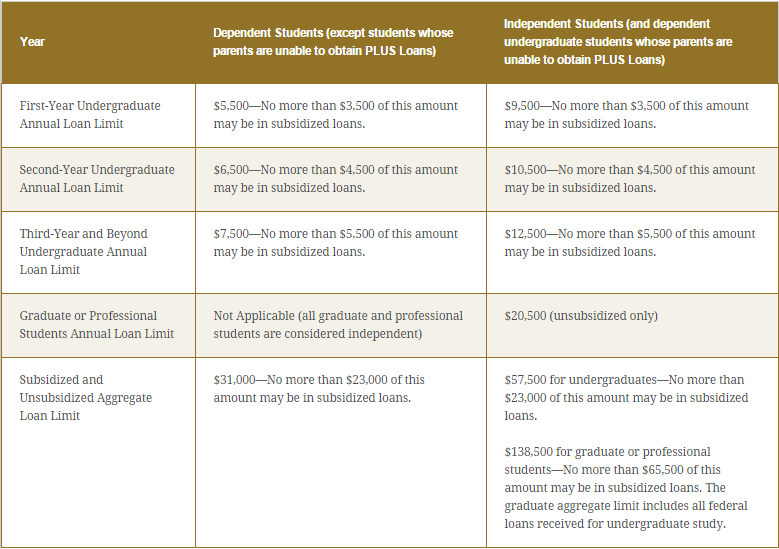 Year
Dependent Students (except students whose
parents are unable to obtain PLUS Loans)
Independent Students (and dependent
undergraduate students whose parents are
unable to obtain PLUS Loans)
First-Year Undergraduate
Annual Loan Limit
$5,500—No more than $3,500 of this amount
may be in subsidized loans.
$9,500—No more than $3,500 of this amount
may be in subsidized loans.
Second-Year Undergraduate
Annual Loan Limit
$6,500—No more than $4,500 of this amount
may be in subsidized loans.
$10,500—No more than $4,500 of this amount
may be in subsidized loans.
Third-Year and Beyond
Undergraduate Annual
Loan Limit
$7,500—No more than $5,500 of this amount
may be in subsidized loans.
$12,500—No more than $5,500 of this amount
may be in subsidized loans.
Graduate or Professional
Students Annual Loan Limit
Not Applicable (all graduate and professional
students are considered independent)
$20,500 (unsubsidized only)
Subsidized and
Unsubsidized Aggregate
Loan Limit
$31,000—No more than $23,000 of this
amount may be in subsidized loans.
$57,500 for undergraduates—No more than
$23,000 of this amount may be in subsidized
loans.
$138,500 for graduate or professional
students—No more than $65,500 of this
amount may be in subsidized loans. The
graduate aggregate limit includes all federal
loans received for undergraduate study.